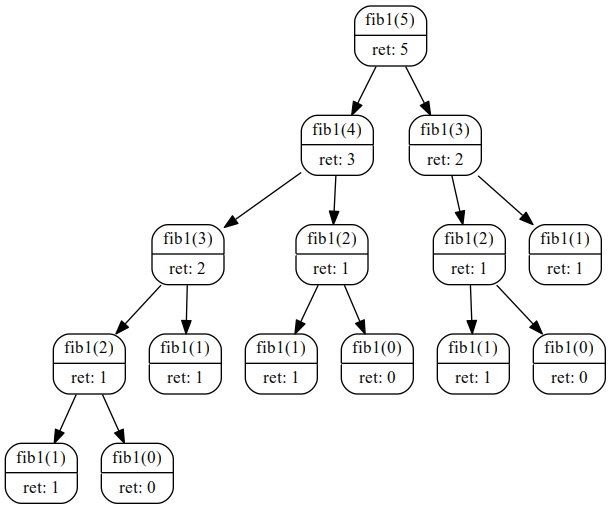 fib1(5)
ret: 5
fib1(4)
ret: 3
fib1(3)
ret: 2
fib1(3)
ret: 2
fib1(2)
ret: 1
fib1(2)
ret: 1
fib1(1)
ret: 1
fib1(2)
ret: 1
fib1(1)
ret: 1
fib1(1)
ret: 1
fib1(0)
ret: 0
fib1(1)
ret: 1
fib1(0)
ret: 0
fib1(1)
ret: 1
fib1(0)
ret: 0